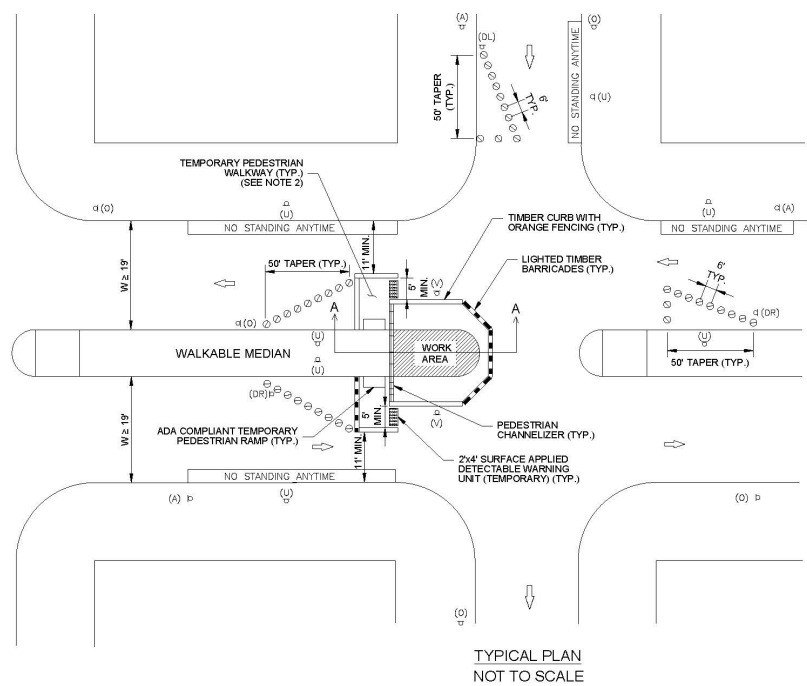 (A)
(O)
(DL)
50' TAPER
(TYP.)
6'
TYP.
NO STANDING ANYTIME
(U)
TEMPORARY PEDESTRIAN
WALKWAY (TYP.)
(SEE NOTE 2)
(O)
(U)
NO STANDING ANYTIME
11' MIN.
TIMBER CURB WITH
ORANGE FENCING (TYP.)
(U)
(A)
NO STANDING ANYTIME
W ≥ 19'
50' TAPER (TYP.)
5'
MIN.
(V)
LIGHTED TIMBER
BARRICADES (TYP.)
6'
TYP.
(O)
A
A
(DR)
(U)
WALKABLE MEDIAN
(U)
WORK
AREA
(U)
50' TAPER (TYP.)
(DR)
W ≥ 19'
ADA COMPLIANT TEMPORARY
PEDESTRIAN RAMP (TYP.)
5'
MIN.
(V)
PEDESTRIAN
CHANNELIZER (TYP.)
11' MIN.
2'x4' SURFACE APPLIED
DETECTABLE WARNING
UNIT (TEMPORARY) (TYP.)
NO STANDING ANYTIME
(A)
(U)
(O)
(O)
TYPICAL PLAN
NOT TO SCALE